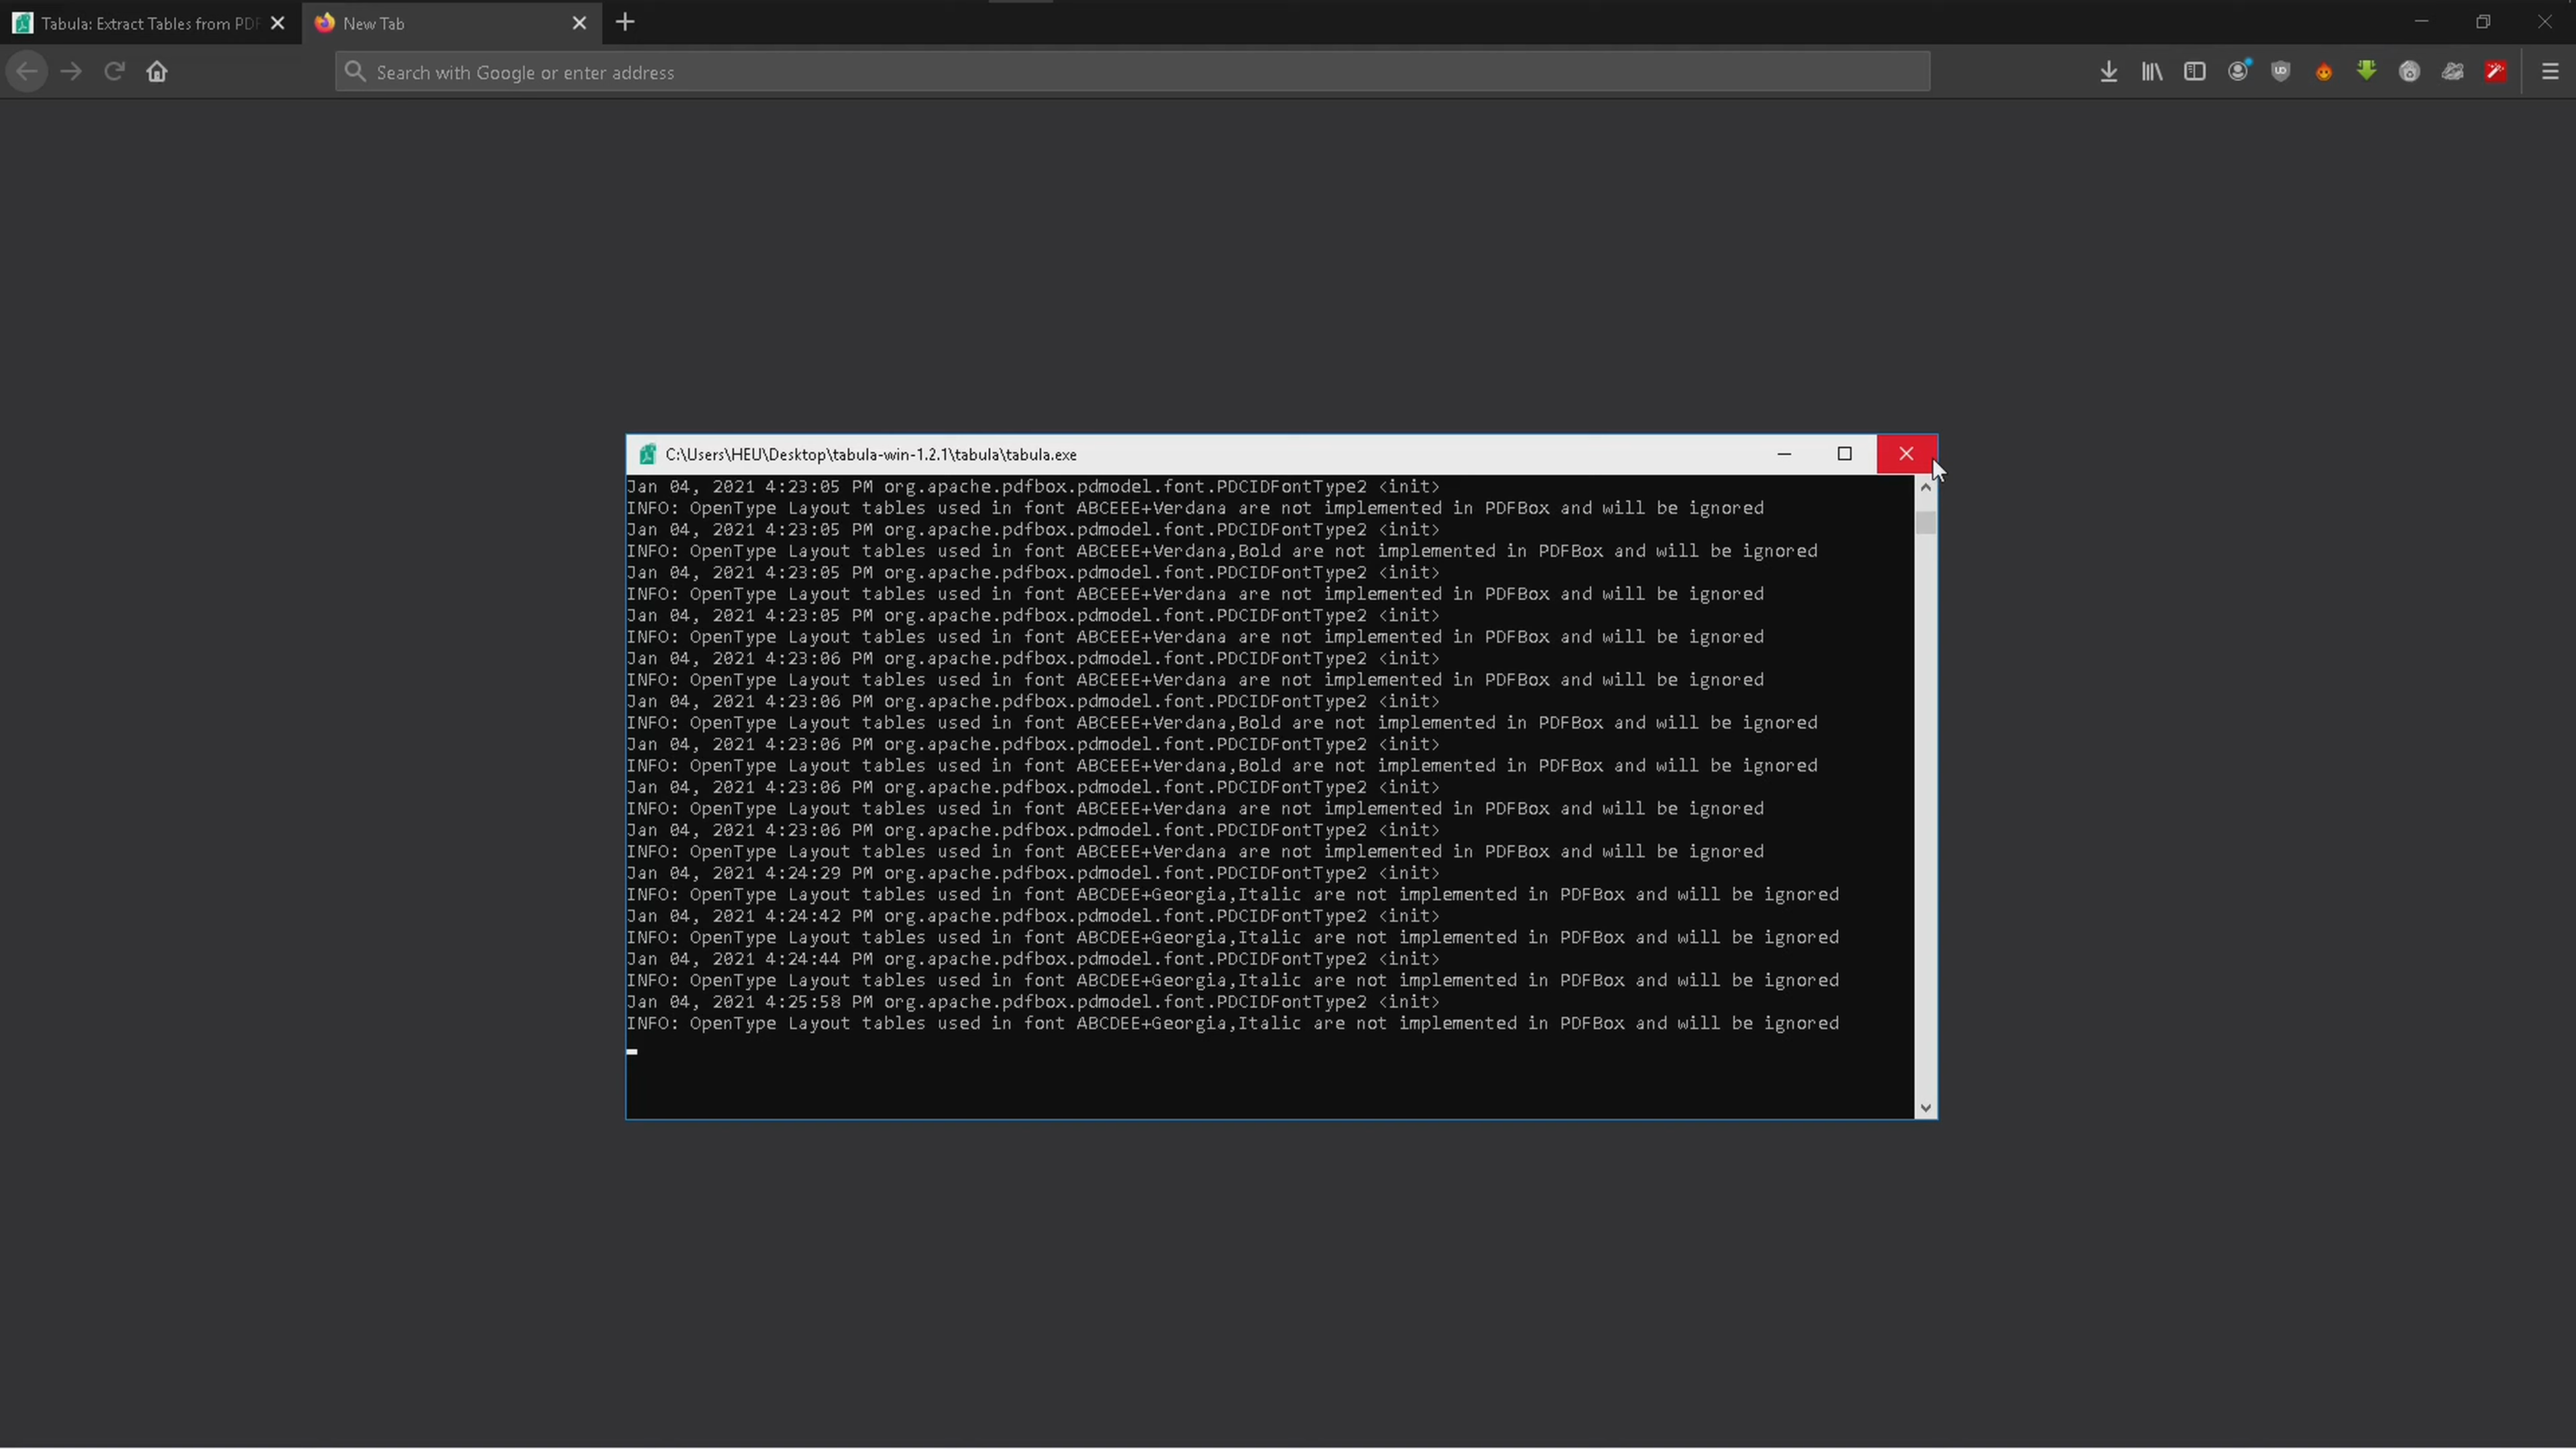 Tabula: Extract Tables from PDF
New Tab
Search with Google or enter address
C:\Users\HEU\Desktop\tabula-win-1.2.1\tabula\tabula.exe
Jan 04, 2021 4:23:05 PM org.apache.pdfbox.pdmodel.font.PDCIDFontType2 <init>
INFO: OpenType Layout tables used in font ABCEEE+Verdana are not implemented in PDFBox and will be ignored
Jan 04, 2021 4:23:05 PM org.apache.pdfbox.pdmodel.font.PDCIDFontType2 <init>
INFO: OpenType Layout tables used in font ABCEEE+Verdana,Bold are not implemented in PDFBox and will be ignored
Jan 04, 2021 4:23:05 PM org.apache.pdfbox.pdmodel.font.PDCIDFontType2 <init>
INFO: OpenType Layout tables used in font ABCEEE+Verdana are not implemented in PDFBox and will be ignored
Jan 04, 2021 4:23:05 PM org.apache.pdfbox.pdmodel.font.PDCIDFontType2 <init>
INFO: OpenType Layout tables used in font ABCEEE+Verdana are not implemented in PDFBox and will be ignored
Jan 04, 2021 4:23:06 PM org.apache.pdfbox.pdmodel.font.PDCIDFontType2 <init>
INFO: OpenType Layout tables used in font ABCEEE+Verdana are not implemented in PDFBox and will be ignored
Jan 04, 2021 4:23:06 PM org.apache.pdfbox.pdmodel.font.PDCIDFontType2 <init>
INFO: OpenType Layout tables used in font ABCEEE+Verdana,Bold are not implemented in PDFBox and will be ignored
Jan 04, 2021 4:23:06 PM org.apache.pdfbox.pdmodel.font.PDCIDFontType2 <init>
INFO: OpenType Layout tables used in font ABCEEE+Verdana,Bold are not implemented in PDFBox and will be ignored
Jan 04, 2021 4:23:06 PM org.apache.pdfbox.pdmodel.font.PDCIDFontType2 <init>
INFO: OpenType Layout tables used in font ABCEEE+Verdana are not implemented in PDFBox and will be ignored
Jan 04, 2021 4:23:06 PM org.apache.pdfbox.pdmodel.font.PDCIDFontType2 <init>
INFO: OpenType Layout tables used in font ABCEEE+Verdana are not implemented in PDFBox and will be ignored
Jan 04, 2021 4:24:29 PM org.apache.pdfbox.pdmodel.font.PDCIDFontType2 <init>
INFO: OpenType Layout tables used in font ABCDEE+Georgia,Italic are not implemented in PDFBox and will be ignored
Jan 04, 2021 4:24:42 PM org.apache.pdfbox.pdmodel.font.PDCIDFontType2 <init>
INFO: OpenType Layout tables used in font ABCDEE+Georgia,Italic are not implemented in PDFBox and will be ignored
Jan 04, 2021 4:24:44 PM org.apache.pdfbox.pdmodel.font.PDCIDFontType2 <init>
INFO: OpenType Layout tables used in font ABCDEE+Georgia,Italic are not implemented in PDFBox and will be ignored
Jan 04, 2021 4:25:58 PM org.apache.pdfbox.pdmodel.font.PDCIDFontType2 <init>
INFO: OpenType Layout tables used in font ABCDEE+Georgia,Italic are not implemented in PDFBox and will be ignored